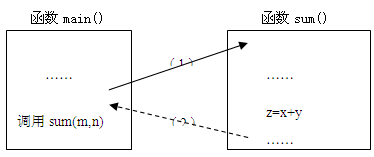 函数 main()
函数 sum()
( 1 )
……
……
调用 sum(m,n)
( 2 )
z=x+y
……